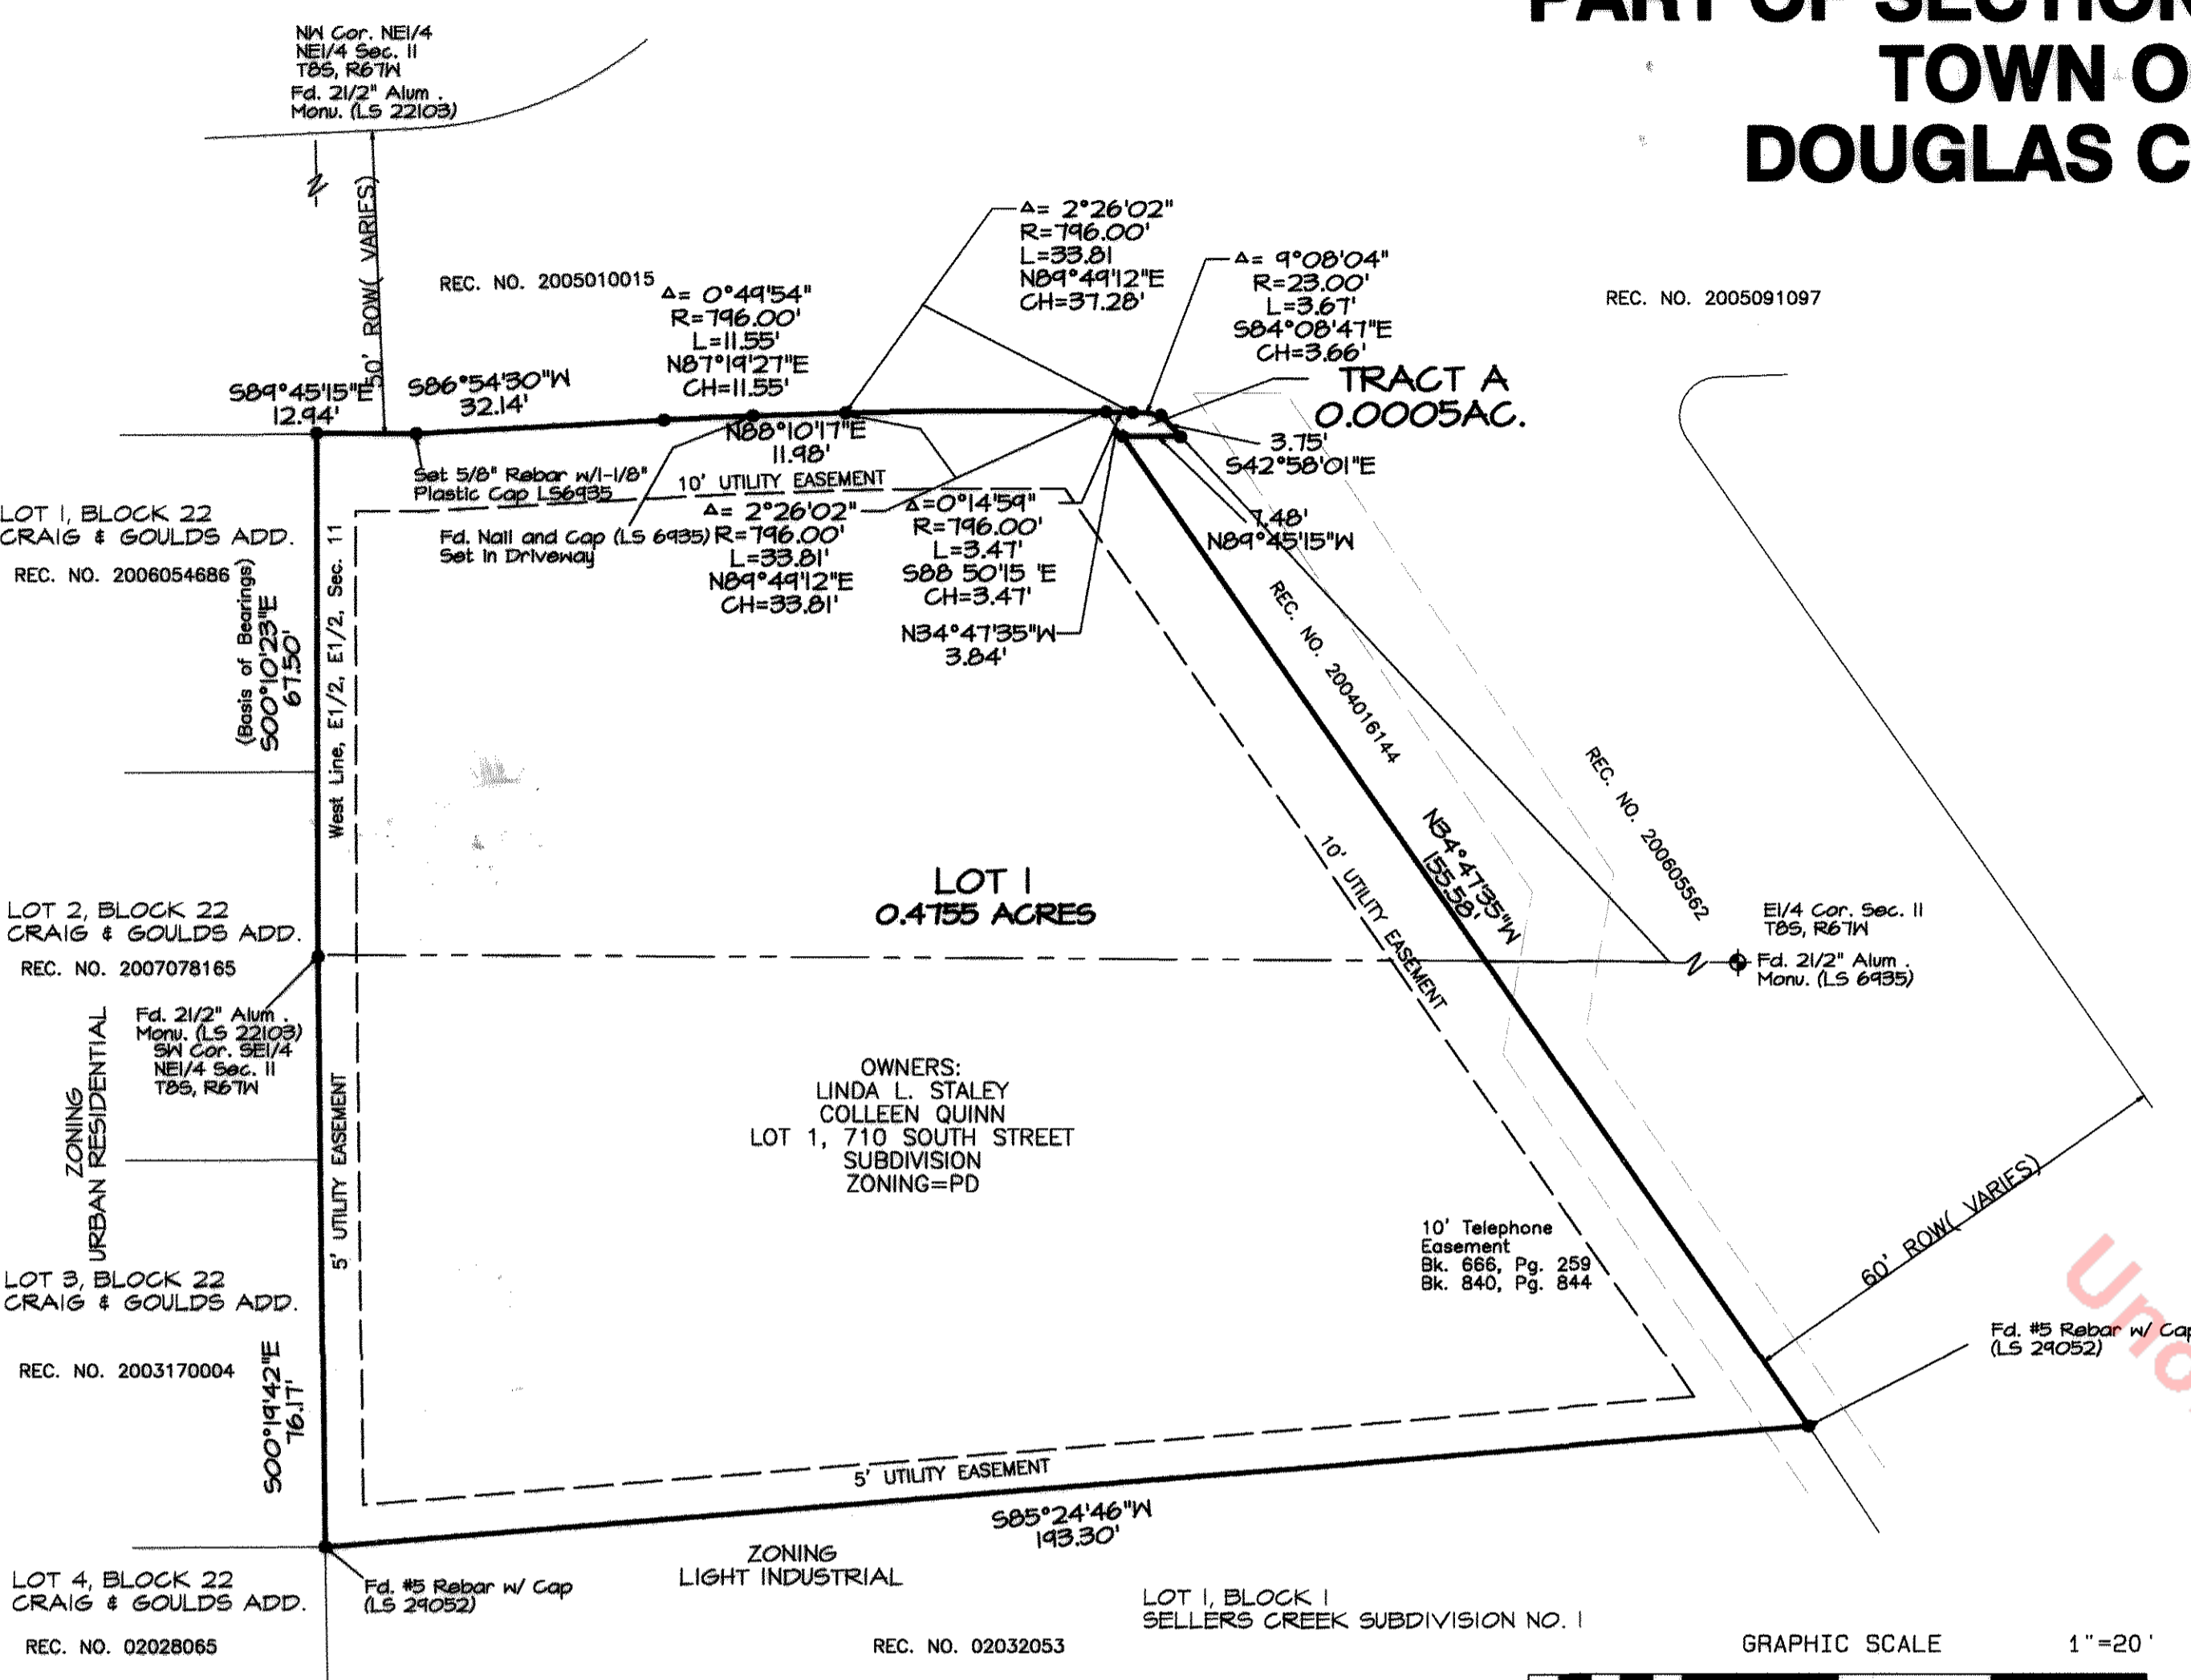 PART OF SECTION
TOWN O
DOUGLAS C
NW Cor. NE1/4
NE1/4 Sec. 11
T8S, R67W
Fd. 2 1/2" Alum.
Monu. (LS 22103)
50' ROW( VARIES)
REC. NO. 2005010015
Δ= 0°49'54"
R=796.00'
L=11.55'
N87°19'27"E
CH=11.55'
Δ= 2°26'02"
R=796.00'
L=33.81
N89°49'12"E
CH=37.28'
Δ= 9°08'04"
R=23.00'
L=3.67'
S84°08'47"E
CH=3.66'
REC. NO. 2005091097
TRACT A
0.0005AC.
S89°45'15"E
12.94'
S86°54'30"W
32.14'
N88°10'17"E
11.98'
3.75'
S42°58'01"E
Set 5/8" Rebar w/1-1/8"
Plastic Cap LS6935
10' UTILITY EASEMENT
Fd. Nail and Cap (LS 6935)
Set in Driveway
Δ= 2°26'02"
R=796.00'
L=33.81'
N89°49'12"E
CH=33.81'
Δ=0°14'59"
R=796.00'
L=3.47'
S88 50'15 'E
CH=3.47'
N34°47'35"W
3.84'
7.48'
N89°45'15"W
LOT 1, BLOCK 22
CRAIG & GOULDS ADD.
REC. NO. 2006054686
(Basis of Bearings)
S00°10'23"E
67.50'
West Line, E1/2, E1/2, Sec. 11
REC. NO. 2004016144
REC. NO. 200605562
N34°47'35"W
155.58'
10' UTILITY EASEMENT
LOT 1
0.4755 ACRES
E1/4 Cor. Sec. 11
T8S, R67W
Fd. 2 1/2" Alum.
Monu. (LS 6935)
LOT 2, BLOCK 22
CRAIG & GOULDS ADD.
REC. NO. 2007078165
Fd. 2 1/2" Alum.
Monu. (LS 22103)
SW Cor. SE1/4
NE1/4 Sec. 11
T8S, R67W
ZONING
URBAN RESIDENTIAL
5' UTILITY EASEMENT
OWNERS:
LINDA L. STALEY
COLLEEN QUINN
LOT 1, 710 SOUTH STREET
SUBDIVISION
ZONING=PD
10' Telephone
Easement
Bk. 666, Pg. 259
Bk. 840, Pg. 844
60' ROW( VARIES)
LOT 3, BLOCK 22
CRAIG & GOULDS ADD.
REC. NO. 2003170004
S00°19'42"E
76.17'
Fd. #5 Rebar w/ Cap
(LS 29052)
Uno
5' UTILITY EASEMENT
S85°24'46"W
193.30'
ZONING
LIGHT INDUSTRIAL
Fd. #5 Rebar w/ Cap
(LS 29052)
LOT 4, BLOCK 22
CRAIG & GOULDS ADD.
REC. NO. 02028065
REC. NO. 02032053
LOT 1, BLOCK 1
SELLERS CREEK SUBDIVISION NO. 1
GRAPHIC SCALE 1"=20'